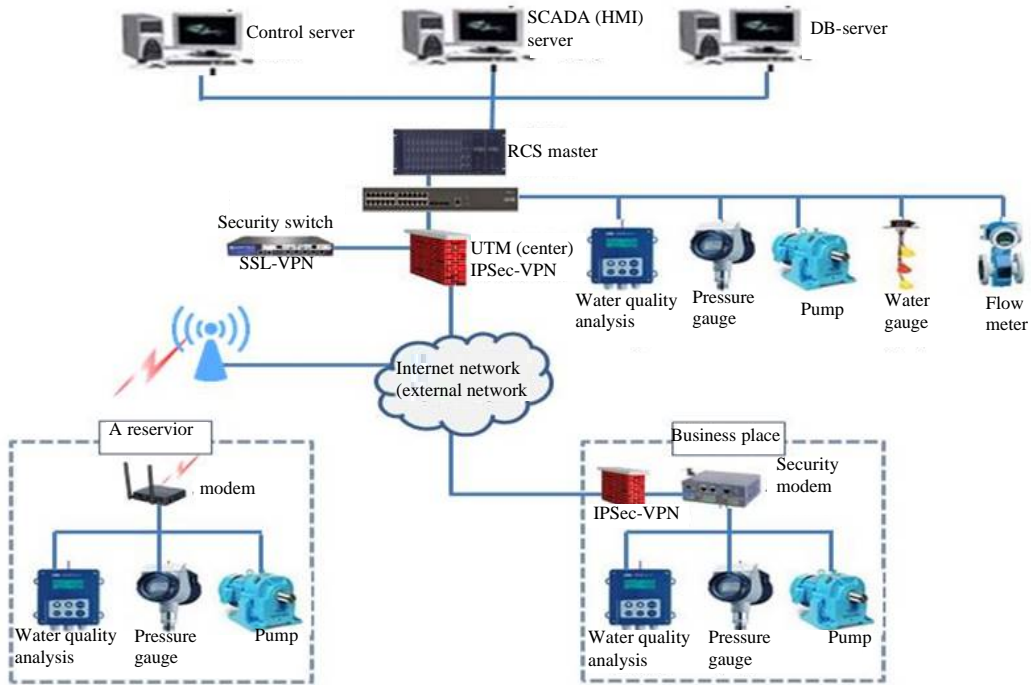 Control server
SCADA (HMI)
server
DB-server
RCS master
Security switch
SSL-VPN
UTM (center)
IPSec-VPN
Water quality
analysis
Pressure
gauge
Pump
Water
gauge
Flow
meter
Internet network
(external network
A reservior
modem
Water quality
analysis
Pressure
gauge
Pump
Business place
Security
modem
IPSec-VPN
Water quality
analysis
Pressure
gauge
Pump